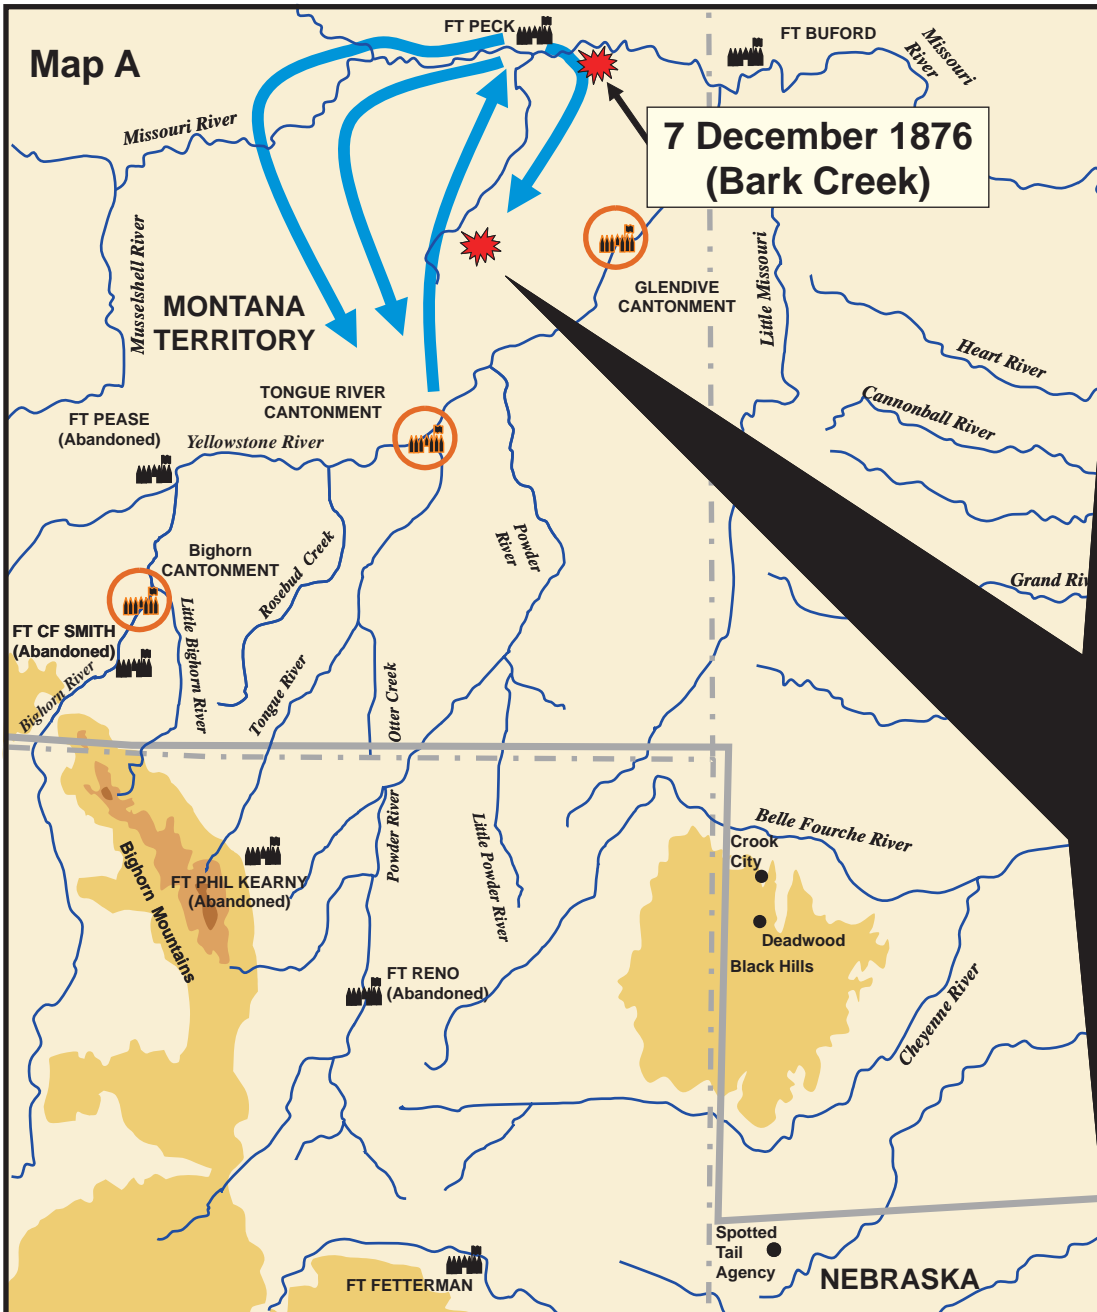 Map A
FT PECK
FT BUFORD
Missouri
River
Missouri River
7 December 1876
(Bark Creek)
Musselshell River
Little Missouri
GLENDIVE
CANTONMENT
MONTANA
TERRITORY
Heart River
TONGUE RIVER
CANTONMENT
Cannonball River
FT PEASE
(Abandoned)
Yellowstone River
Powder
River
Bighorn
CANTONMENT
Rosebud Creek
Grand Riv
FT CF SMITH
(Abandoned)
Little Bighorn River
Bighorn River
Tongue River
Otter Creek
Powder River
Little Powder River
Belle Fourche River
Crook
City
Bighorn Mountains
FT PHIL KEARNY
(Abandoned)
Deadwood
Black Hills
FT RENO
(Abandoned)
Cheyenne River
Spotted
Tail
Agency
NEBRASKA
FT FETTERMAN